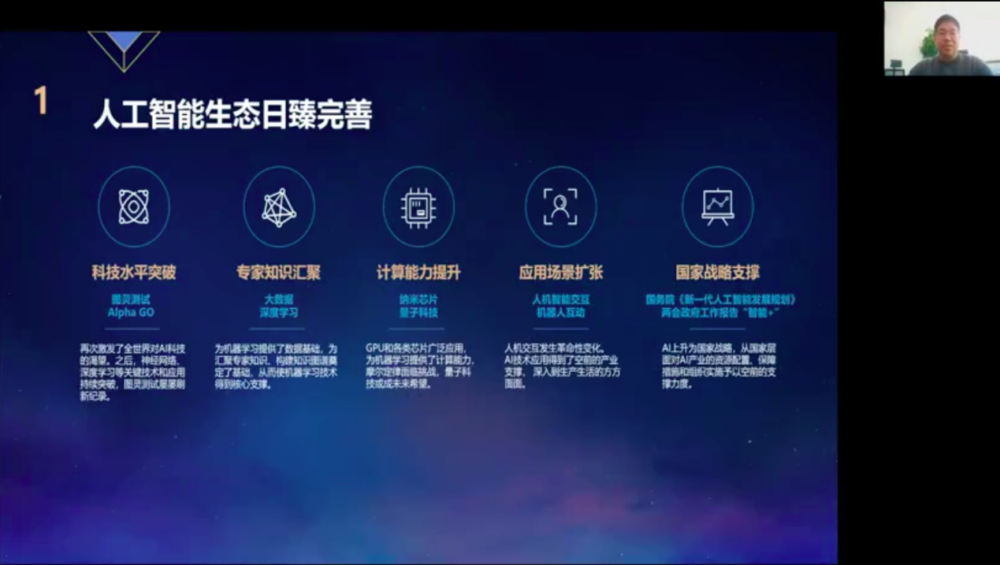 1
人工智能生态日臻完善
科技水平突破
图灵测试
Alpha GO
再次激发了全世界对AI科技
的渴望。之后，神经网络、
深度学习等关键技术和应用
持续突破，图灵测试屡屡刷
新纪录。
专家知识汇聚
大数据
深度学习
为机器学习提供了数据基础，为
汇聚专家知识、构建知识图谱奠
定了基础，从而使机器学习技术
得到核心支撑。
计算能力提升
纳米芯片
量子科技
GPU和各类芯片广泛应用，
为机器学习提供了计算能力，
摩尔定律面临挑战，量子科
技或成未来希望。
应用场景扩张
人机智能交互
机器人互动
人机交互发生革命性变化。
AI技术应用得到了空前的产业
支撑，深入到生产生活的方方
面面。
国家战略支撑
国务院《新一代人工智能发展规划》
两会政府工作报告“智能+”
AI上升为国家战略，从国家层
面对AI产业的资源配置、保障
措施和组织实施予以空前的支
撑力度。